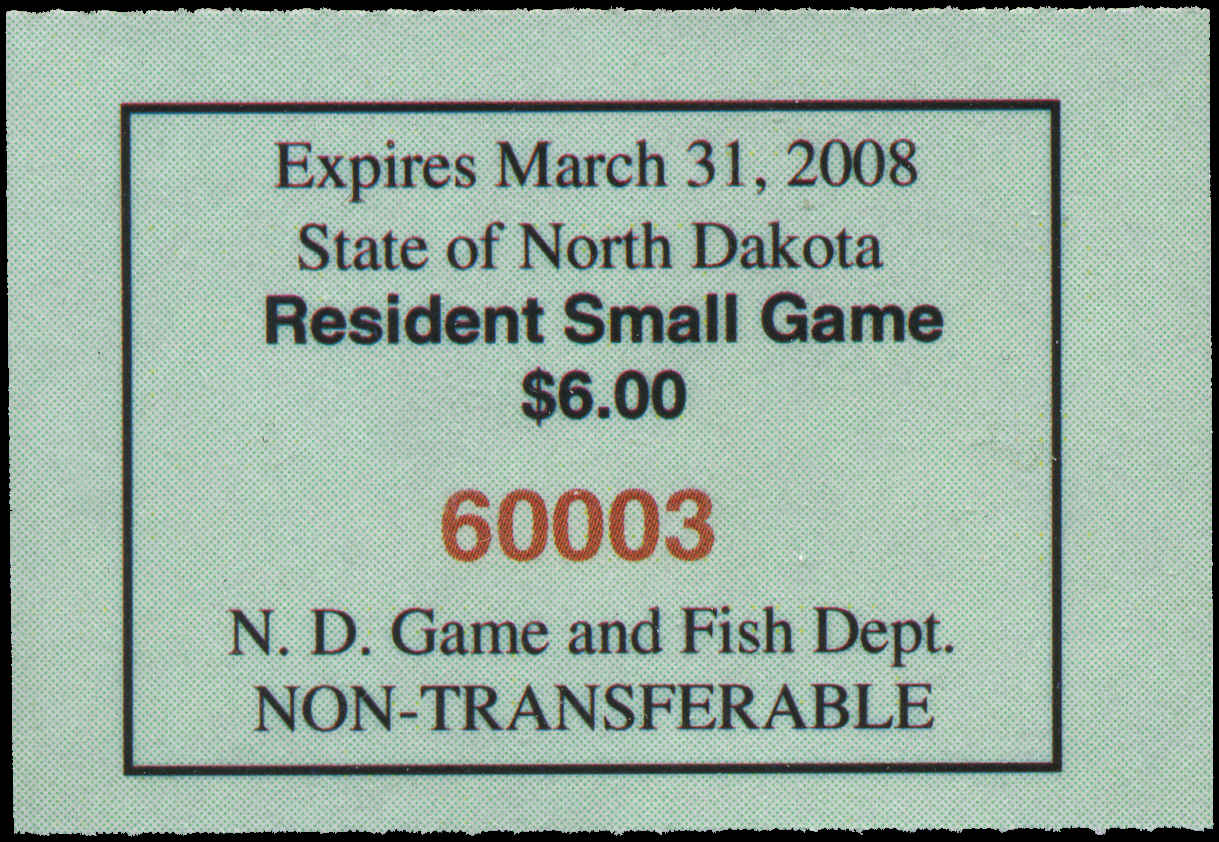 Expires March 31, 2008
State of North Dakota
Resident Small Game
$6.00
60003
N. D. Game and Fish Dept.
NON-TRANSFERABLE